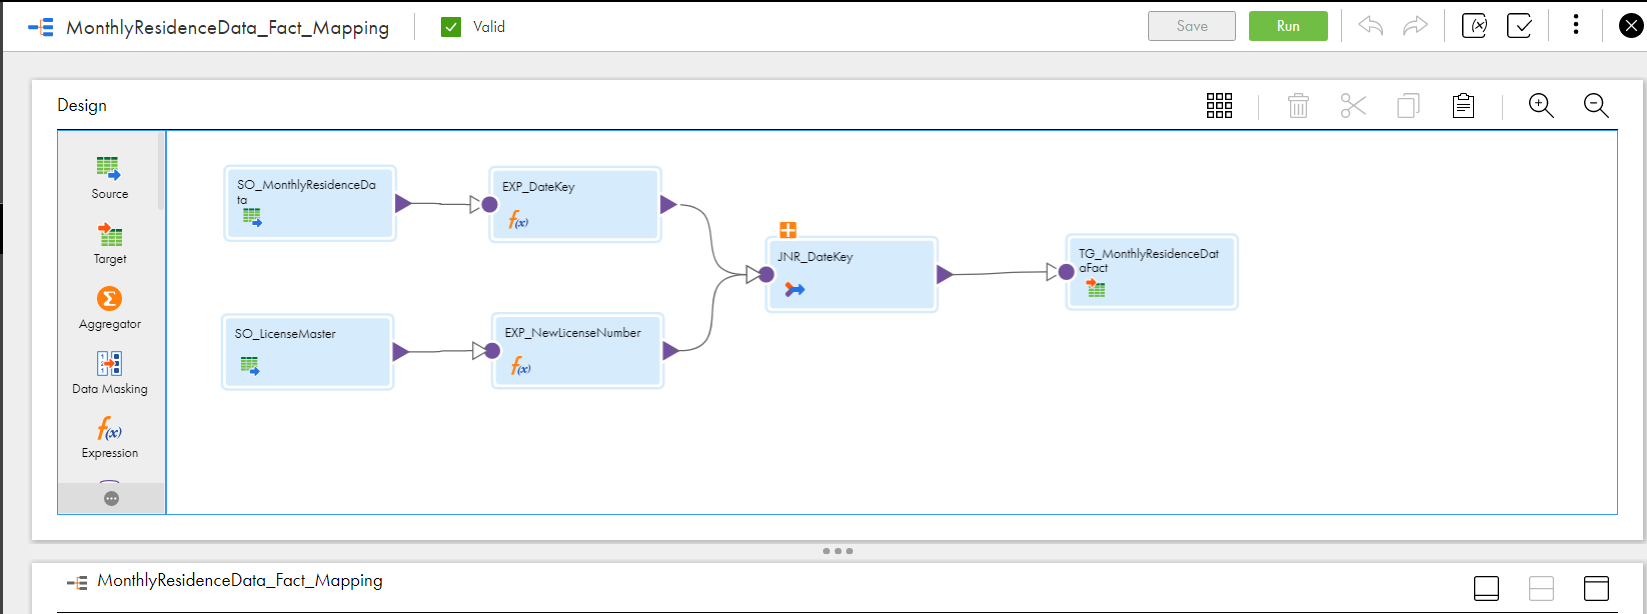 MonthlyResidenceData_Fact_Mapping
Valid
Save
Run
Design
Source
Target
Aggregator
Data Masking
Expression
SO_MonthlyResidenceDa
ta
EXP_DateKey
f(x)
JNR_DateKey
TG_MonthlyResidenceDat
aFact
SO_LicenseMaster
EXP_NewLicenseNumber
f(x)
MonthlyResidenceData_Fact_Mapping